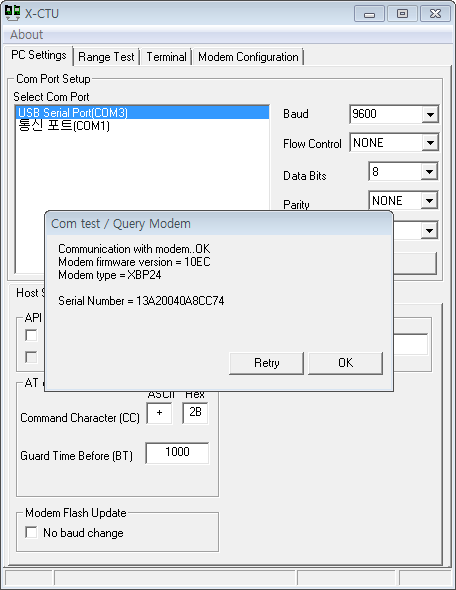 X-CTU
About
PC Settings
Range Test
Terminal
Modem Configuration
Com Port Setup
Select Com Port
USB Serial Port(COM3)
통신 포트(COM1)
Baud
9600
Flow Control
NONE
Data Bits
8
Parity
NONE
Com test / Query Modem
Communication with modem..OK
Modem firmware version = 10EC
Modem type = XBP24
Serial Number = 13A20040A8CC74
Retry
OK
Host
API
AT
ASCII
Hex
Command Character (CC)
+
2B
Guard Time Before (BT)
1000
Modem Flash Update
No baud change